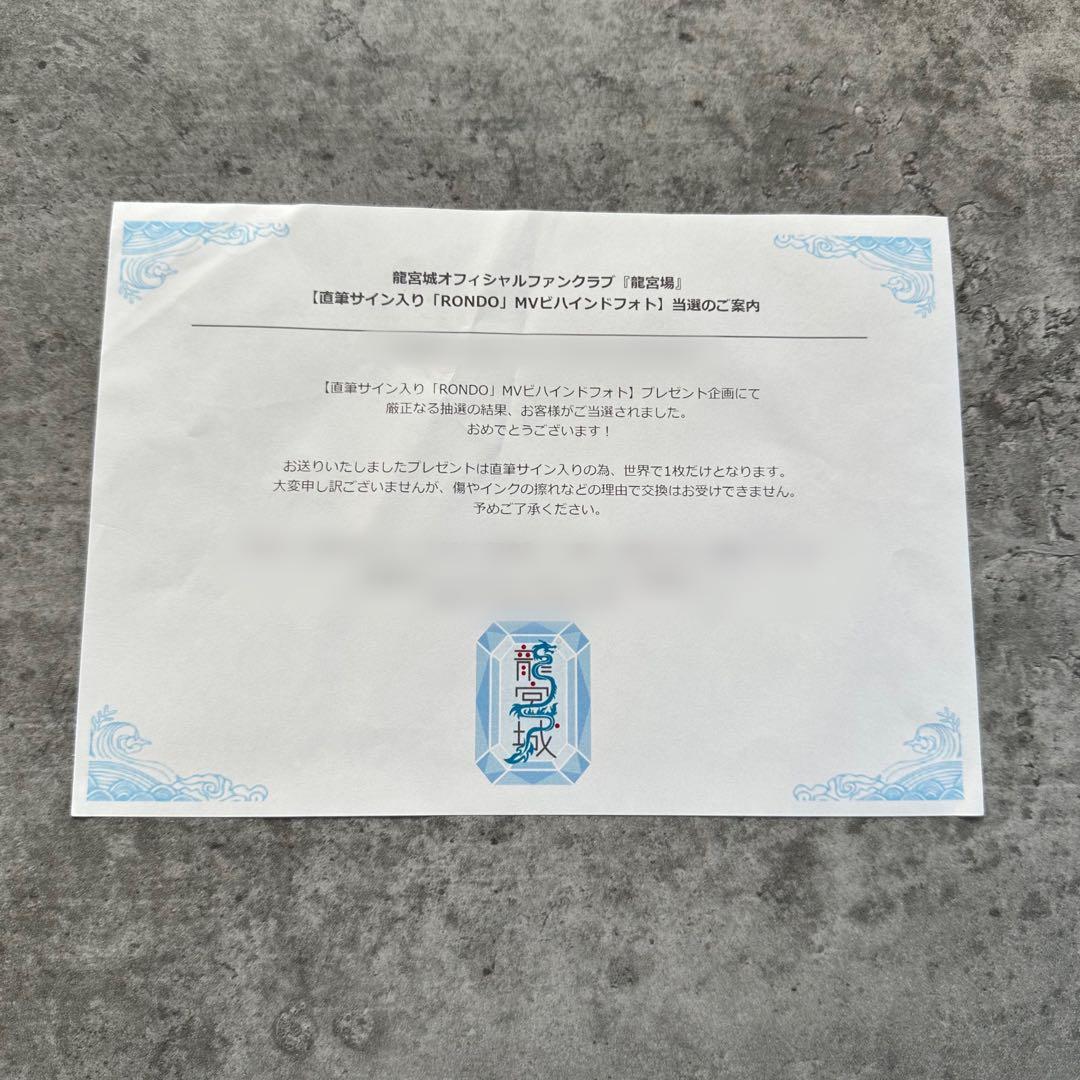 龍宮城オフィシャルファンクラブ『龍宮場』
【直筆サイン入り「RONDO」MVビハインドフォト】当選のご案内
【直筆サイン入り「RONDO」MVビハインドフォト】プレゼント企画にて
厳正なる抽選の結果、お客様がご当選されました。
おめでとうございます！
お送りいたしましたプレゼントは直筆サイン入りの為、世界で1枚だけとなります。
大変申し訳ございませんが、傷やインクの擦れなどの理由で交換はお受けできません。
予めご了承ください。
龍宮城